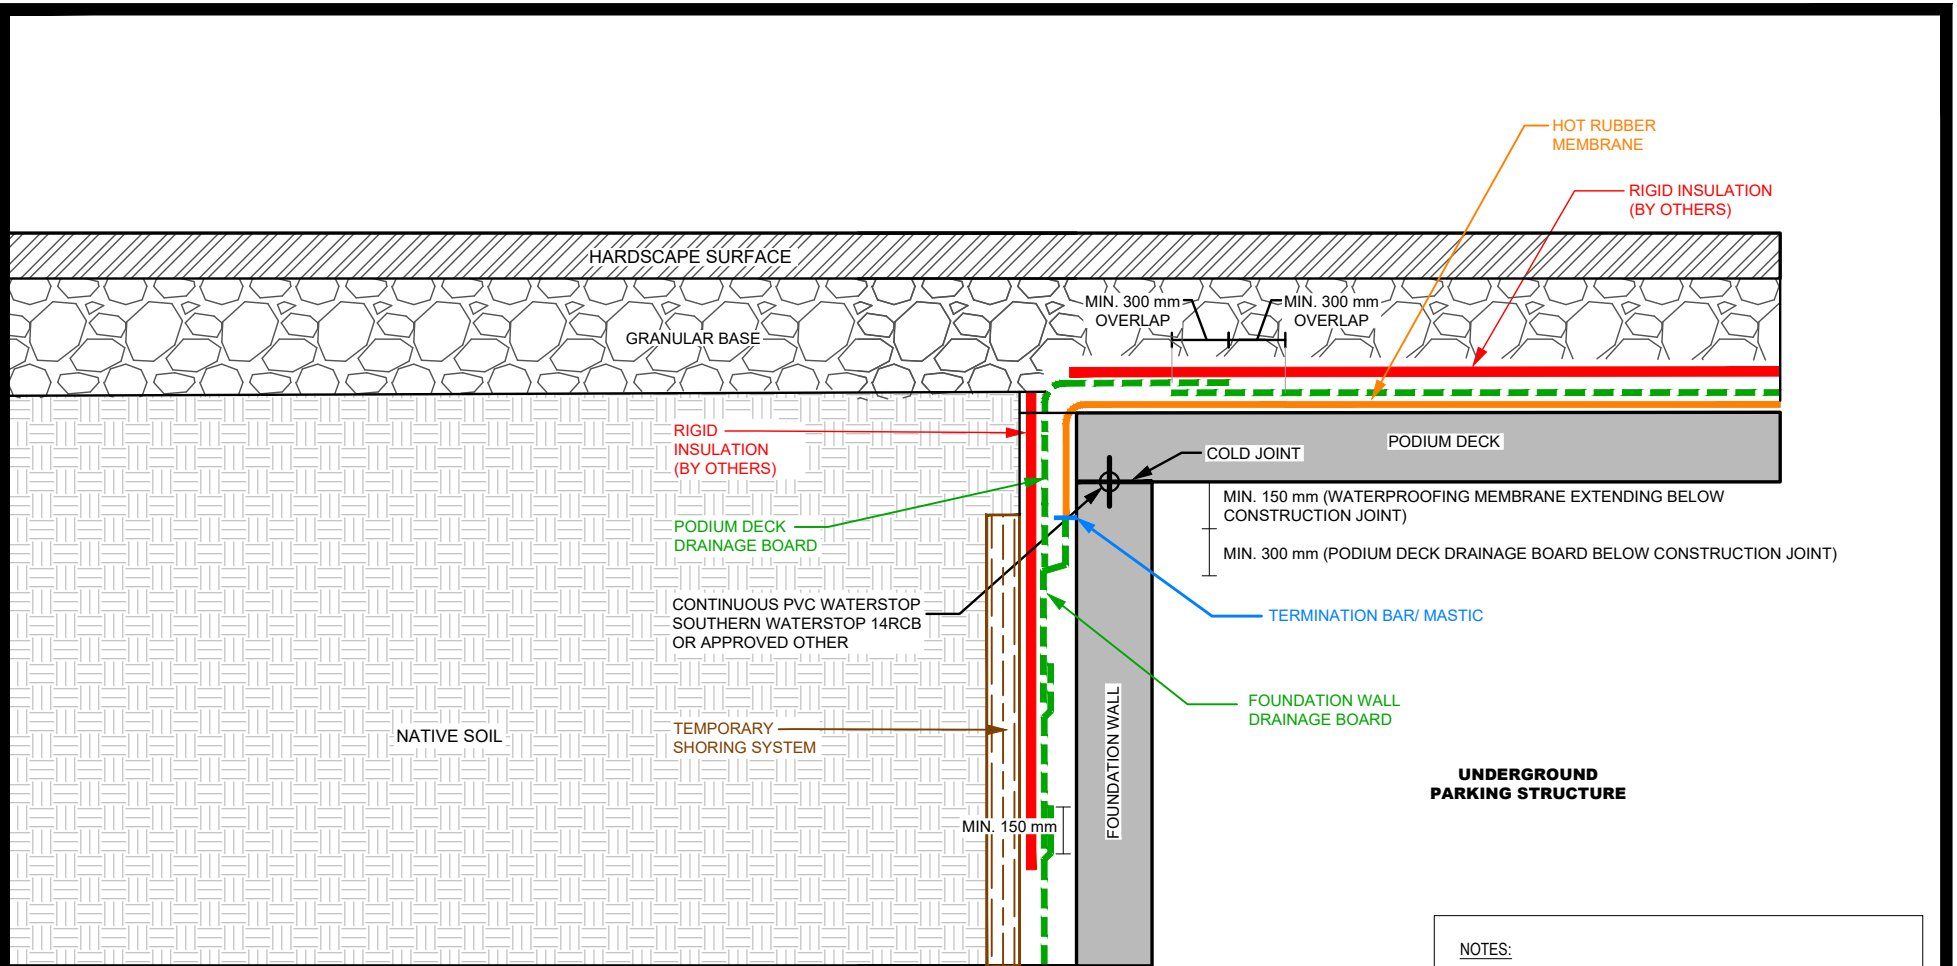 HOT RUBBER
MEMBRANE
RIGID INSULATION
(BY OTHERS)
HARDSCAPE SURFACE
MIN. 300 mm
OVERLAP
MIN. 300 mm
OVERLAP
GRANULAR BASE
RIGID
INSULATION
(BY OTHERS)
PODIUM DECK
COLD JOINT
MIN. 150 mm (WATERPROOFING MEMBRANE EXTENDING BELOW
CONSTRUCTION JOINT)
PODIUM DECK
DRAINAGE BOARD
MIN. 300 mm (PODIUM DECK DRAINAGE BOARD BELOW CONSTRUCTION JOINT)
CONTINUOUS PVC WATERSTOP
SOUTHERN WATERSTOP 14RCB
OR APPROVED OTHER
TERMINATION BAR/ MASTIC
FOUNDATION WALL
DRAINAGE BOARD
NATIVE SOIL
TEMPORARY
SHORING SYSTEM
FOUNDATION WALL
UNDERGROUND
PARKING STRUCTURE
MIN. 150 mm
NOTES: